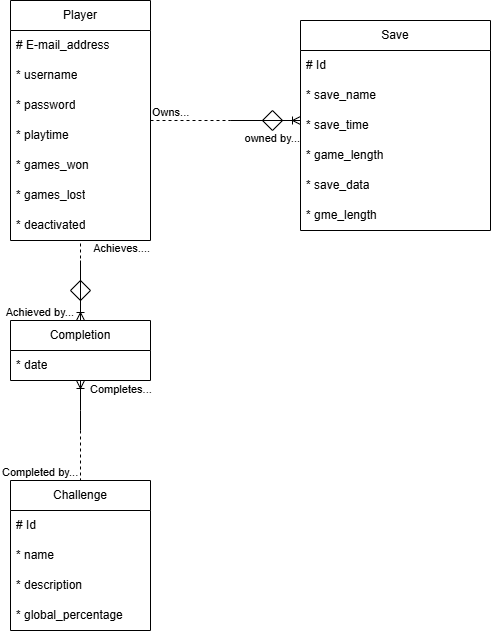 Player
# E-mail_address
* username
* password
* playtime
* games_won
* games_lost
* deactivated
Owns...
owned by...
Save
# Id
* save_name
* save_time
* game_length
* save_data
* gme_length
Achieves....
Achieved by...
Completion
* date
Completes...
Completed by...
Challenge
# Id
* name
* description
* global_percentage